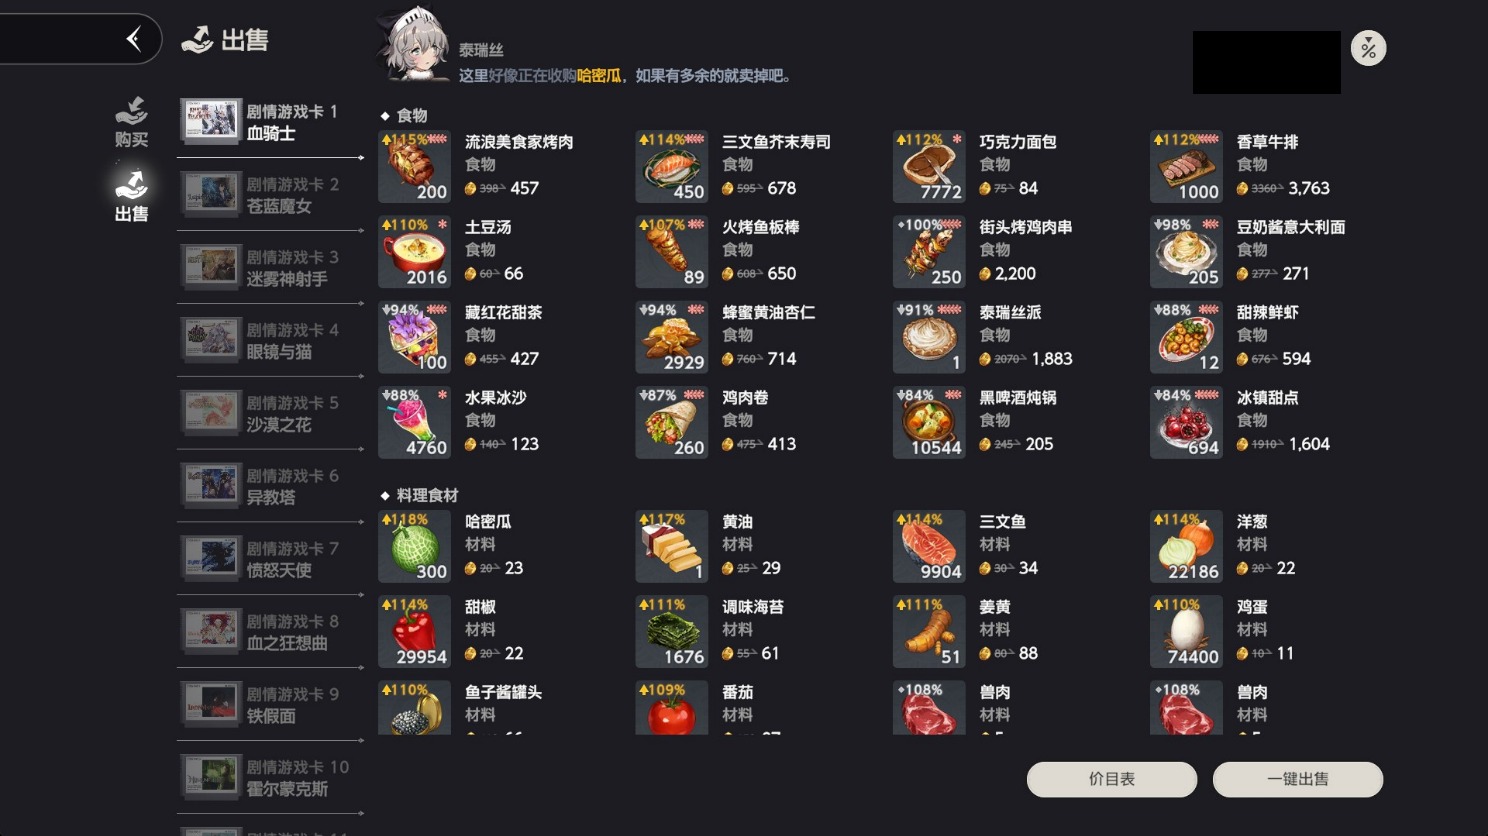 出售
泰瑞丝
这里好像正在收购哈密瓜，如果有多余的就卖掉吧。
%
购买
出售
剧情游戏卡 1
血骑士
剧情游戏卡 2
苍蓝魔女
剧情游戏卡 3
迷雾神射手
剧情游戏卡 4
眼镜与猫
剧情游戏卡 5
沙漠之花
剧情游戏卡 6
异教塔
剧情游戏卡 7
愤怒天使
剧情游戏卡 8
血之狂想曲
剧情游戏卡 9
铁假面
剧情游戏卡 10
霍尔蒙克斯
食物
115%
200
流浪美食家烤肉
食物
398 457
114%
450
三文鱼芥末寿司
食物
595 678
112%
7772
巧克力面包
食物
75 84
112%
1000
香草牛排
食物
3360 3,763
110%
2016
土豆汤
食物
60 66
107%
89
火烤鱼板棒
食物
608 650
100%
250
街头烤鸡肉串
食物
2,200
98%
205
豆奶酱意大利面
食物
277 271
94%
100
藏红花甜茶
食物
455 427
94%
2929
蜂蜜黄油杏仁
食物
760 714
91%
1
泰瑞丝派
食物
2070 1,883
88%
12
甜辣鲜虾
食物
676 594
88%
4760
水果冰沙
食物
140 123
87%
260
鸡肉卷
食物
475 413
84%
10544
黑啤酒炖锅
食物
245 205
84%
694
冰镇甜点
食物
1910 1,604
料理食材
118%
300
哈密瓜
材料
20 23
117%
1
黄油
材料
25 29
114%
9904
三文鱼
材料
30 34
114%
22186
洋葱
材料
20 22
114%
29954
甜椒
材料
20 22
111%
1676
调味海苔
材料
55 61
111%
51
姜黄
材料
80 88
110%
74400
鸡蛋
材料
10 11
110%
鱼子酱罐头
材料
109%
番茄
材料
108%
兽肉
材料
108%
兽肉
材料
价目表
一键出售